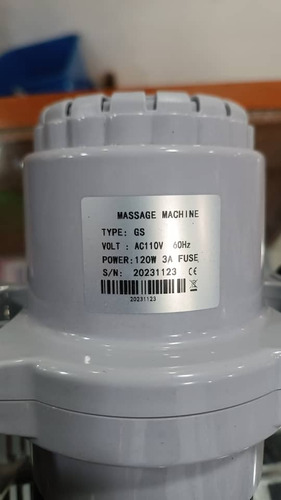 MASSAGE MACHINE
TYPE: GS
VOLT : AC110V 60Hz
POWER:120W 3A FUSE
S/N: 20231123 CE
20231123